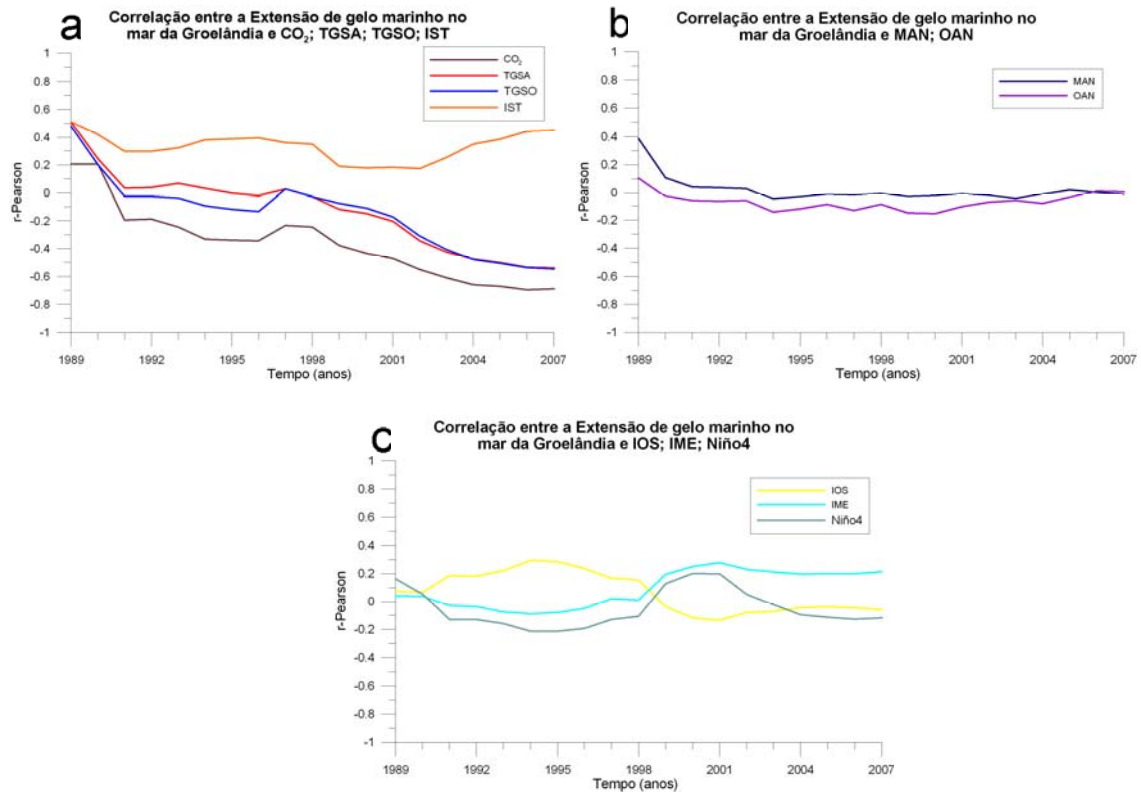 a
Correlação entre a Extensão de gelo marinho no
mar da Groelândia e CO₂; TGSA; TGSO; IST
1
0.8
0.6
0.4
0.2
0
-0.2
-0.4
-0.6
-0.8
-1
r-Pearson
CO₂
TGSA
TGSO
IST
1989
1992
1995
1998
2001
2004
2007
Tempo (anos)
b
Correlação entre a Extensão de gelo marinho no
mar da Groelândia e MAN; OAN
1
0.8
0.6
0.4
0.2
0
-0.2
-0.4
-0.6
-0.8
-1
r-Pearson
MAN
OAN
1989
1992
1995
1998
2001
2004
2007
Tempo (anos)
c
Correlação entre a Extensão de gelo marinho no
mar da Groelândia e IOS; IME; Niño4
1
0.8
0.6
0.4
0.2
0
-0.2
-0.4
-0.6
-0.8
-1
r-Pearson
IOS
IME
Niño4
1989
1992
1995
1998
2001
2004
2007
Tempo (anos)